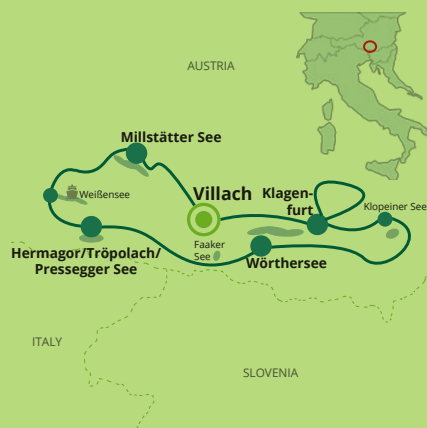 AUSTRIA
Millstätter See
Weißensee
Villach
Klagen-
furt
Klopeiner See
Faaker
See
Hermagor/Tröpolach/
Pressegger See
Wörthersee
ITALY
SLOVENIA